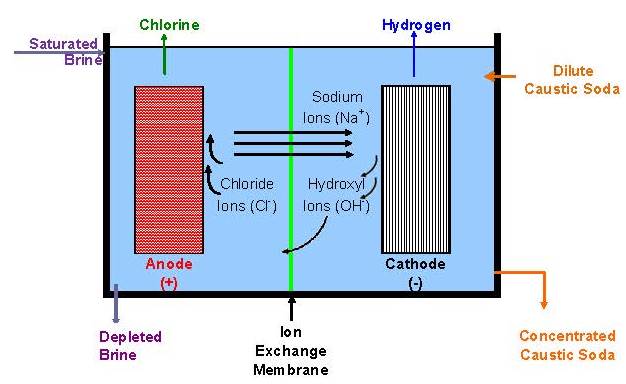 Chlorine
Hydrogen
Saturated
Brine
Dilute
Caustic Soda
Sodium
Ions (Na+)
Chloride
Ions (Cl-)
Hydroxyl
Ions (OH-)
Anode
(+)
Cathode
(-)
Depleted
Brine
Ion
Exchange
Membrane
Concentrated
Caustic Soda